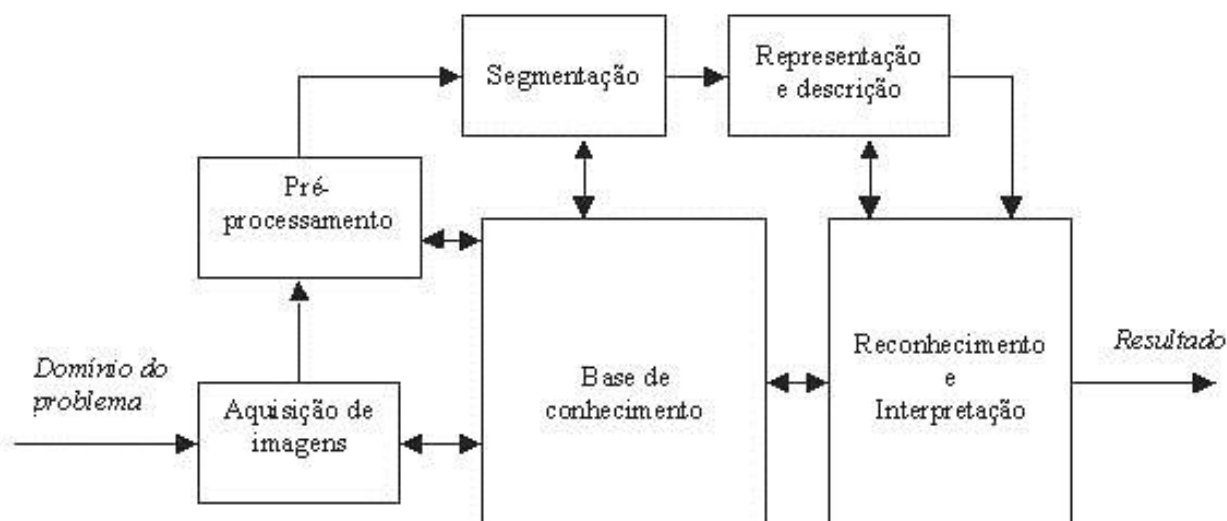 Segmentação
Representação
e descrição
Pré-
processamento
Domínio do
problema
Aquisição de
imagens
Base de
conhecimento
Reconhecimento
e
Interpretação
Resultado